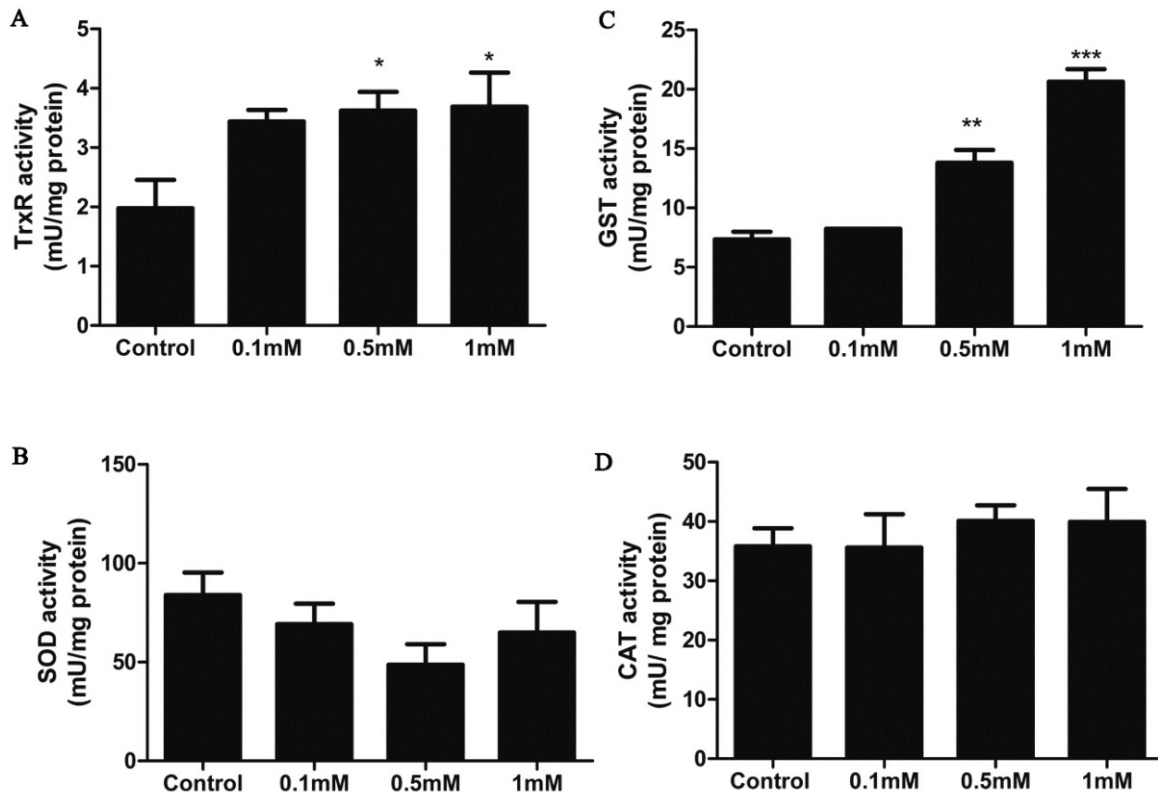 A
TrxR activity
(mU/mg protein)
5
4
3
2
1
0
*
*
Control 0.1mM 0.5mM 1mM
C
GST activity
(mU/mg protein)
25
20
15
10
5
0
**
***
Control 0.1mM 0.5mM 1mM
B
SOD activity
(mU/mg protein)
150
100
50
0
Control 0.1mM 0.5mM 1mM
D
CAT activity
(mU/ mg protein)
50
40
30
20
10
0
Control 0.1mM 0.5mM 1mM